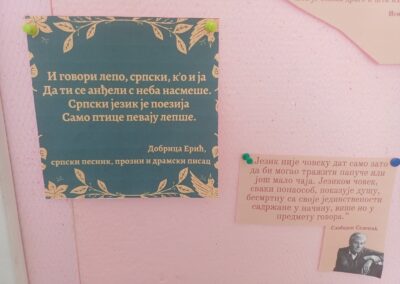 И говори лепо, српски, к'о и ја
Да ти се анђели с неба насмеше.
Српски језик је поезија
Само птице певају лепше.
Добрица Ерић,
српски песник, прозни и драмски писац
"Језик није човеку дат само зато
да би могао тражити папуче или
још мало чаја. Језиком човек,
сваки понаособ, показује душу,
бесмртну са своје јединствености
садржане у начину, више но у
предмету говора."
Слободан Селенић